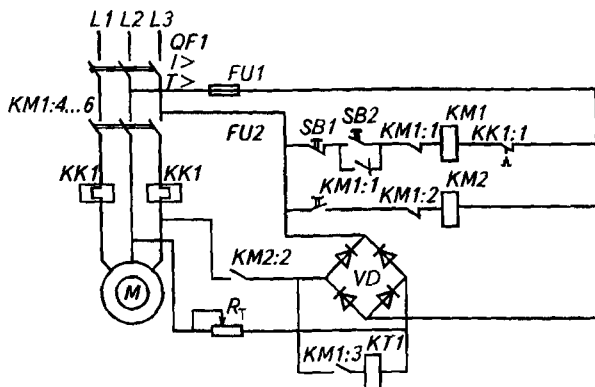 L1 L2 L3
QF1
I>
T>
FU1
KM1:4...6
FU2
SB1
SB2
KM1:1
KM1
KK1:1
KM1:1
KK1
KK1
KM1:2
KM2
KM2:2
VD
M
RT
KM1:3
KT1